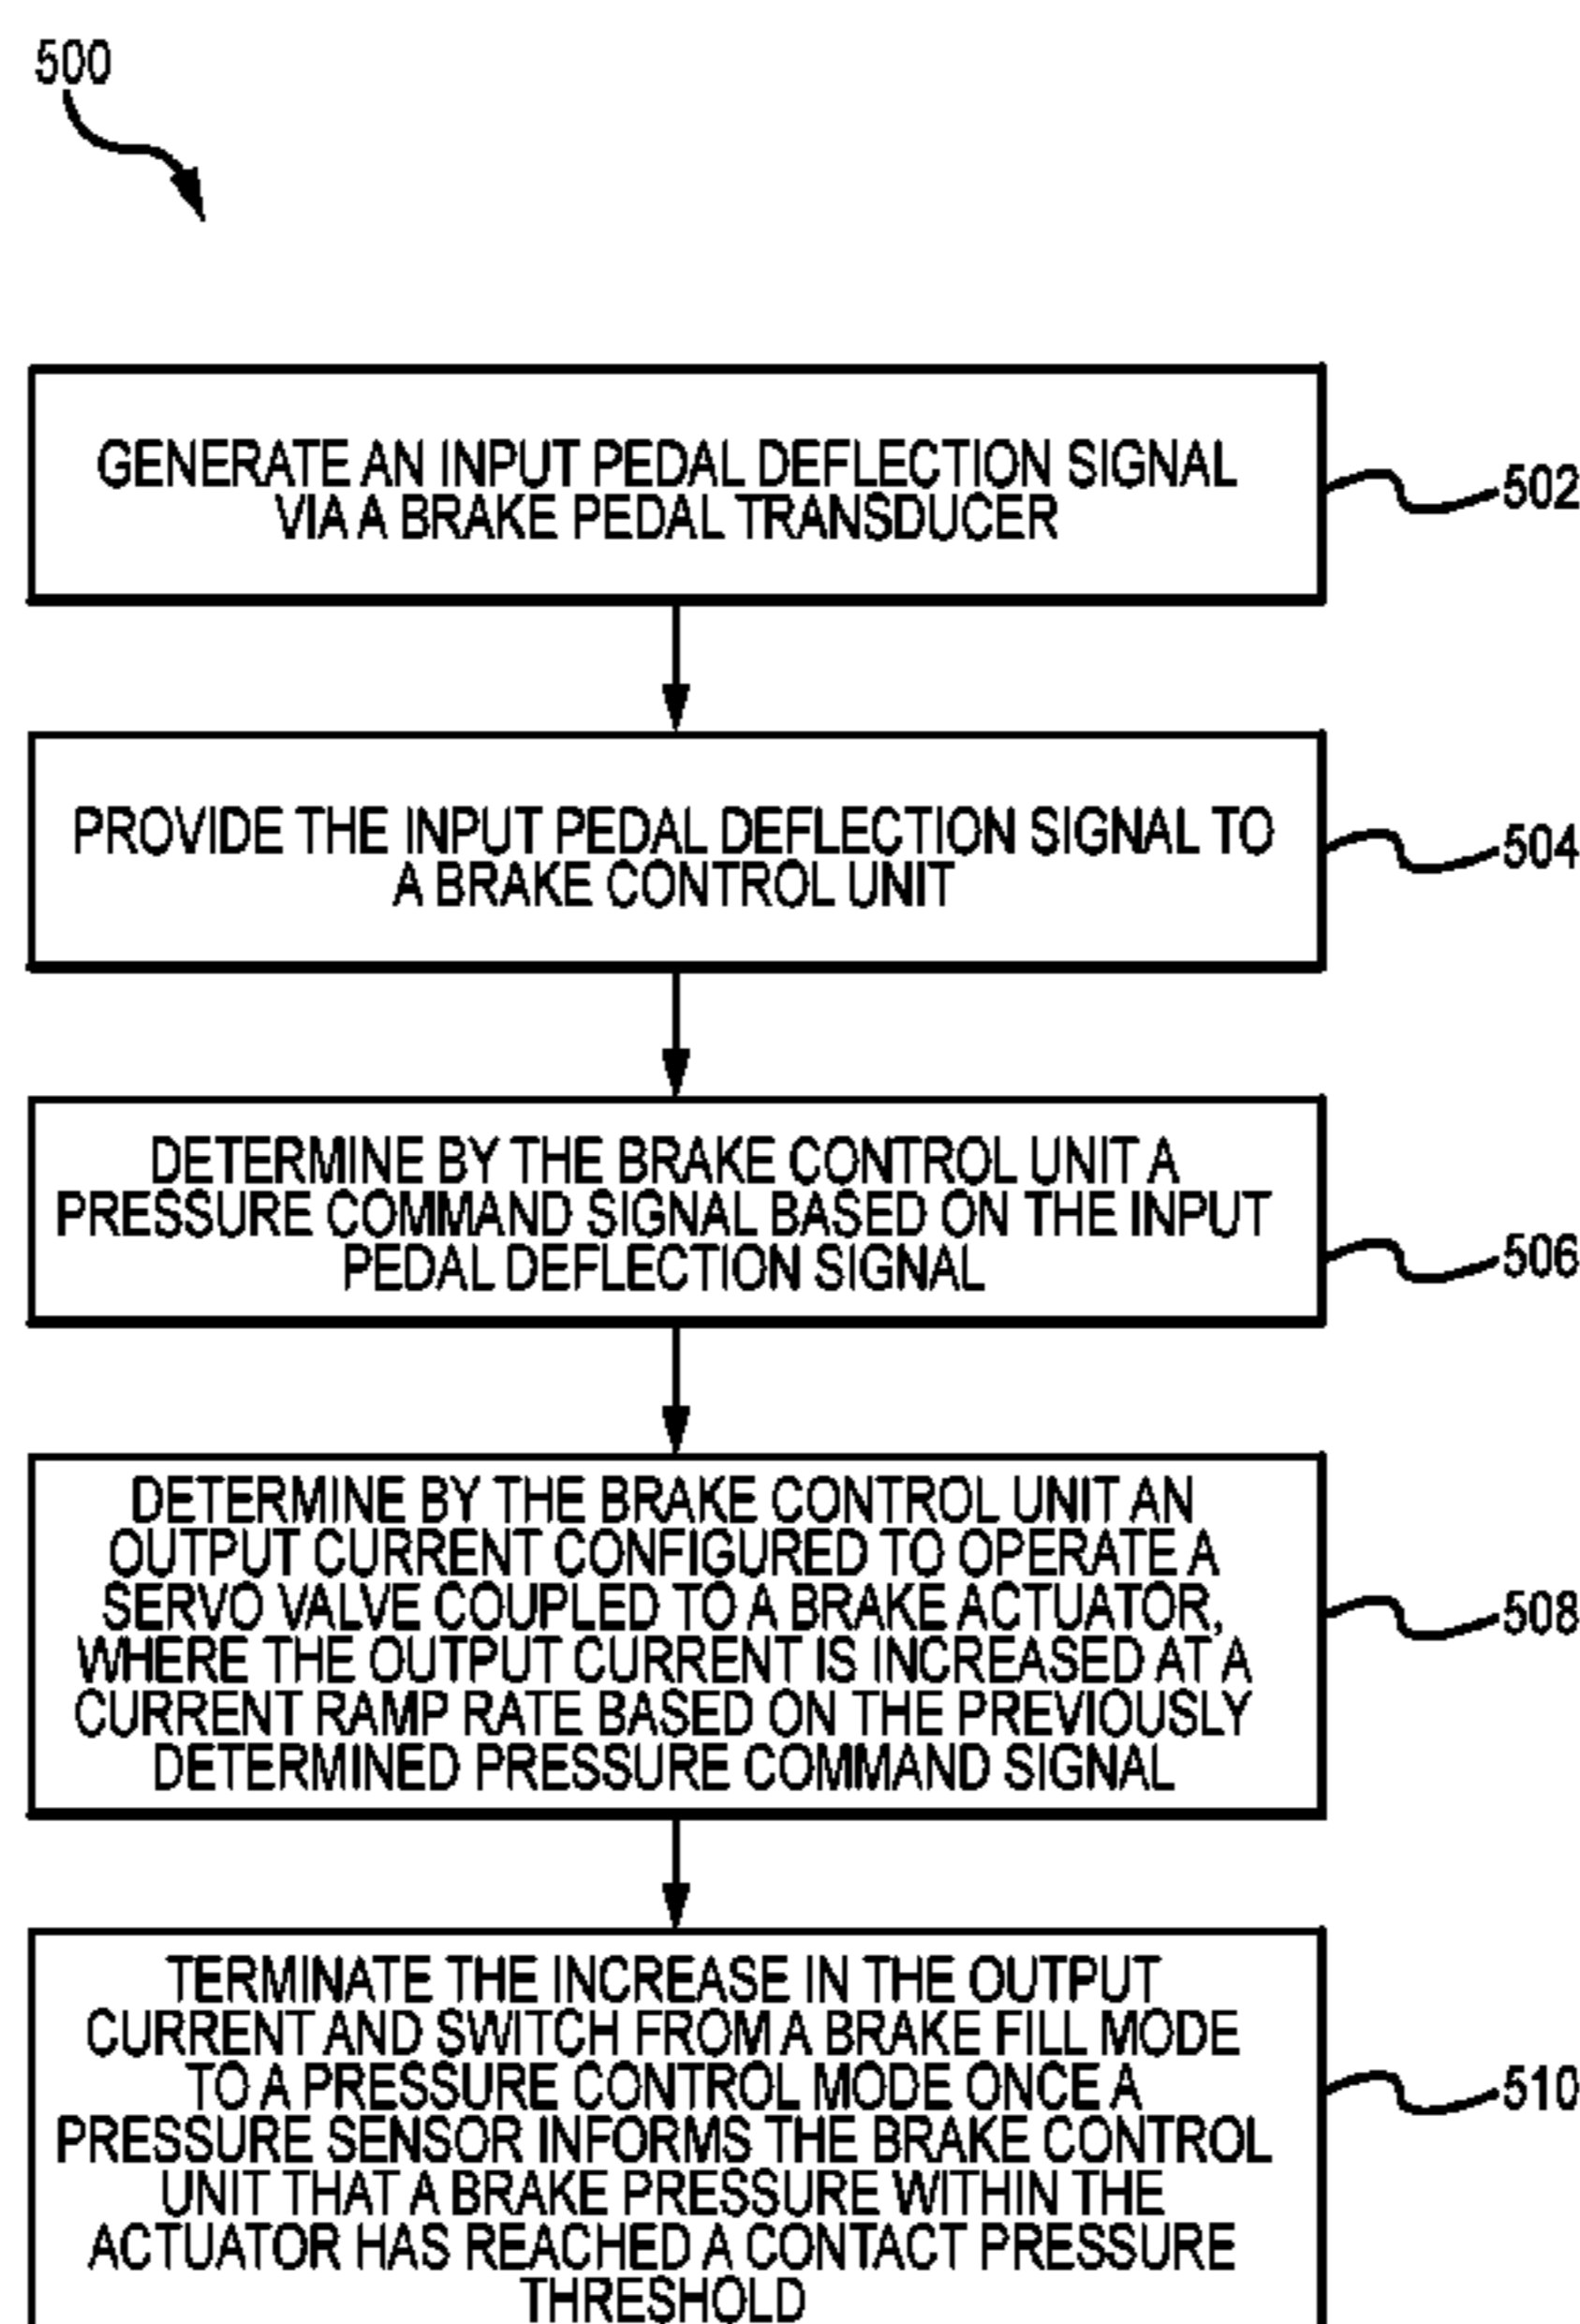 500
GENERATE AN INPUT PEDAL DEFLECTION SIGNAL
VIA A BRAKE PEDAL TRANSDUCER
502
PROVIDE THE INPUT PEDAL DEFLECTION SIGNAL TO
A BRAKE CONTROL UNIT
504
DETERMINE BY THE BRAKE CONTROL UNIT A
PRESSURE COMMAND SIGNAL BASED ON THE INPUT
PEDAL DEFLECTION SIGNAL
506
DETERMINE BY THE BRAKE CONTROL UNIT AN
OUTPUT CURRENT CONFIGURED TO OPERATE A
SERVO VALVE COUPLED TO A BRAKE ACTUATOR,
WHERE THE OUTPUT CURRENT IS INCREASED AT A
CURRENT RAMP RATE BASED ON THE PREVIOUSLY
DETERMINED PRESSURE COMMAND SIGNAL
508
TERMINATE THE INCREASE IN THE OUTPUT
CURRENT AND SWITCH FROM A BRAKE FILL MODE
TO A PRESSURE CONTROL MODE ONCE A
PRESSURE SENSOR INFORMS THE BRAKE CONTROL
UNIT THAT A BRAKE PRESSURE WITHIN THE
ACTUATOR HAS REACHED A CONTACT PRESSURE
THRESHOLD
510